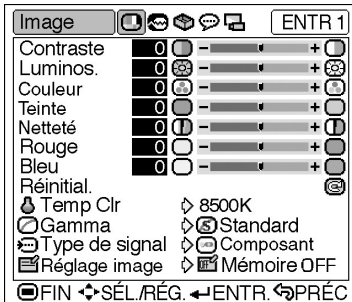 Image ENTR 1
Contraste 0 - +
Luminos. 0 - +
Couleur 0 - +
Teinte 0 - +
Netteté 0 - +
Rouge 0 - +
Bleu 0 - +
Réinitial.
Temp Clr 8500K
Gamma Standard
Type de signal Composant
Réglage image OFF Mémoire OFF
FIN SÉL./RÉG. ENTR. PRÉC